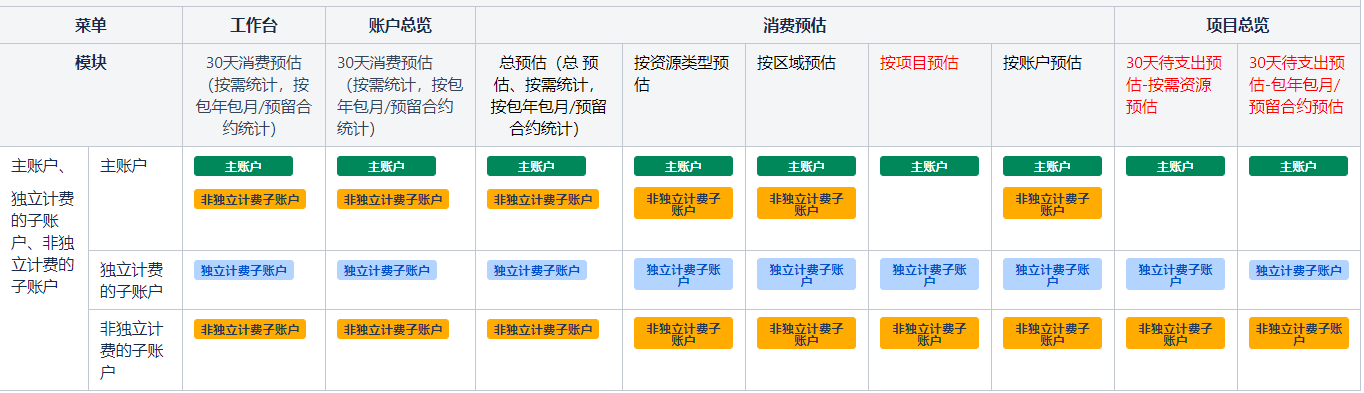 菜单
工作台
账户总览
消费预估
项目总览
模块
30天消费预估
（按需统计，按
包年包月/预留合
约统计）
30天消费预估
（按需统计，按包
年包月/预留合约
统计）
总预估（总 预
估、按需统计，
按包年包月/预留
合约统计）
按资源类型预
估
按区域预估
按项目预估
按账户预估
30天待支出预
估-按需资源
预估
30天待支出预
估-包年包月/
预留合约预估
主账户、
独立计费
的子账
户、非独
立计费的
子账户
主账户
主账户
主账户
主账户
主账户
主账户
主账户
主账户
主账户
主账户
非独立计费子账户
非独立计费子账户
非独立计费子账户
非独立计费子
账户
非独立计费子
账户
非独立计费子
账户
独立计费
的子账户
独立计费子账户
独立计费子账户
独立计费子账户
独立计费子账
户
独立计费子账
户
独立计费子账
户
独立计费子账
户
独立计费子账
户
独立计费子账户
非独立计
费的子账
户
非独立计费子账户
非独立计费子账户
非独立计费子账户
非独立计费子
账户
非独立计费子
账户
非独立计费子
账户
非独立计费子
账户
非独立计费子
账户
非独立计费子账
户